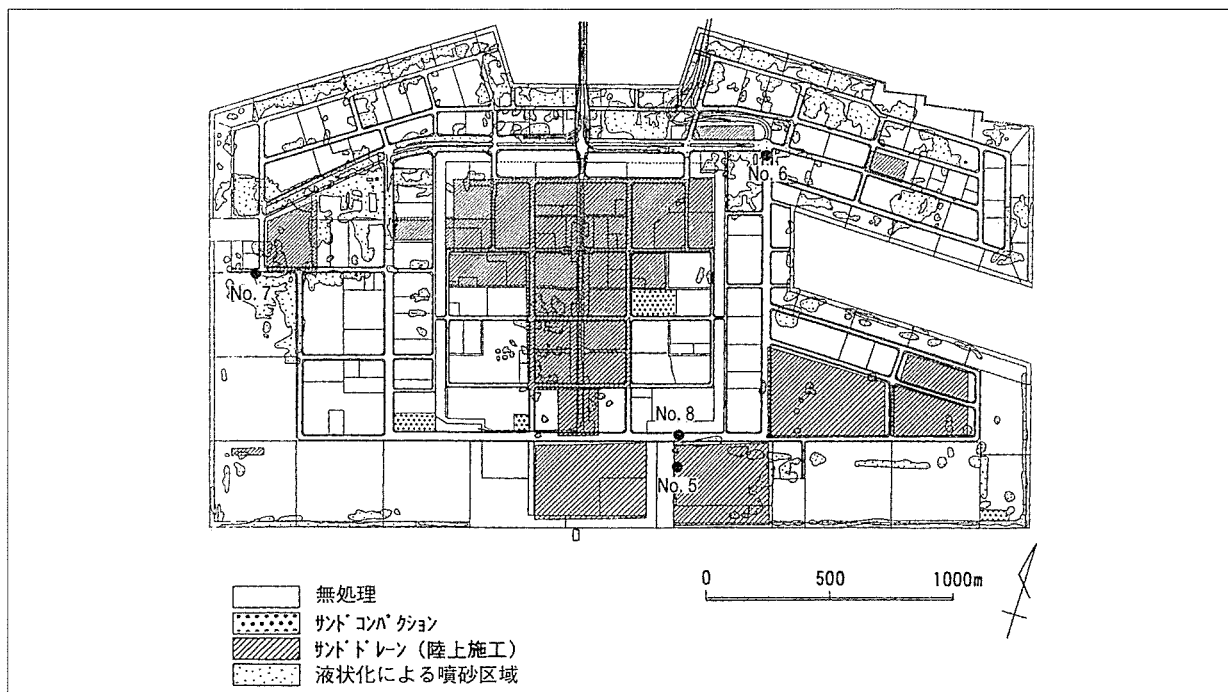 No.6
No.7
No.8
No.5
0 500 1000m
無処理
サンドコンパクション
サンドドレーン（陸上施工）
液状化による噴砂区域